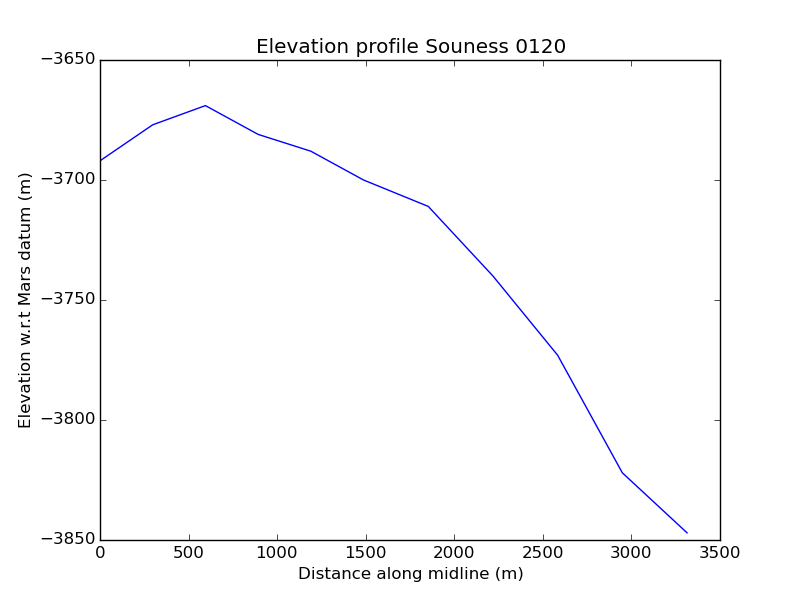 Elevation profile Souness 0120
−3650
−3700
−3750
−3800
−3850
Elevation w.r.t Mars datum (m)
0 500 1000 1500 2000 2500 3000 3500
Distance along midline (m)